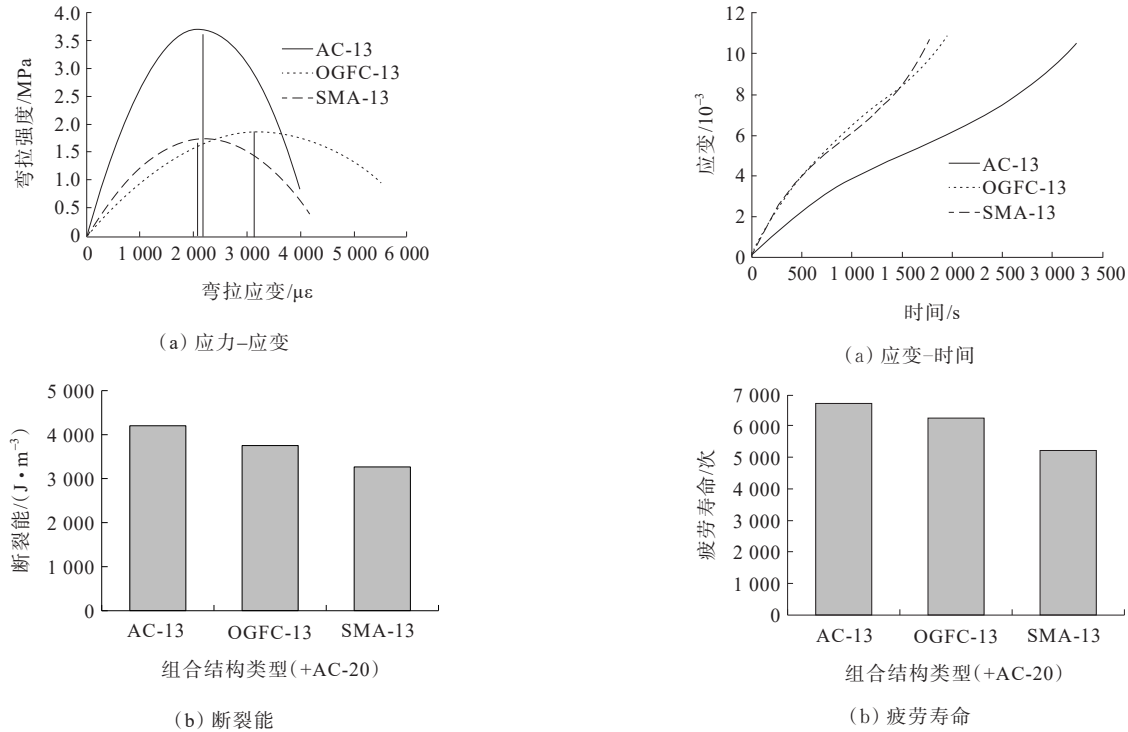 4.0
3.5
3.0
2.5
2.0
1.5
1.0
0.5
0
弯拉强度/MPa
AC-13
OGFC-13
SMA-13
0 1 000 2 000 3 000 4 000 5 000 6 000
弯拉应变/με
(a) 应力–应变
12
10
8
6
4
2
0
应变/10⁻³
AC-13
OGFC-13
SMA-13
0 500 1 000 1 500 2 000 2 500 3 000 3 500
时间/s
(a) 应变–时间
5 000
4 000
3 000
2 000
1 000
0
断裂能/(J·m⁻³)
AC-13 OGFC-13 SMA-13
组合结构类型(+AC-20)
(b) 断裂能
7 000
6 000
5 000
4 000
3 000
2 000
1 000
0
疲劳寿命/次
AC-13 OGFC-13 SMA-13
组合结构类型(+AC-20)
(b) 疲劳寿命